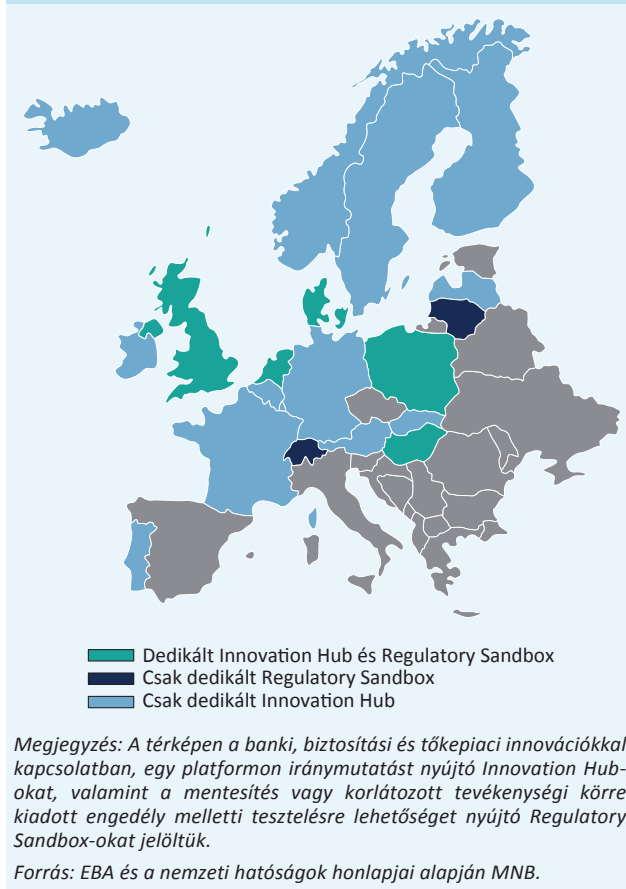 Dedikált Innovation Hub és Regulatory Sandbox
Csak dedikált Regulatory Sandbox
Csak dedikált Innovation Hub
Megjegyzés: A térképen a banki, biztosítási és tőkepiaci innovációkkal
kapcsolatban, egy platformon iránymutatást nyújtó Innovation Hub-
okat, valamint a mentesítés vagy korlátozott tevékenységi körre
kiadott engedély melletti tesztelésre lehetőséget nyújtó Regulatory
Sandbox-okat jelöltük.
Forrás: EBA és a nemzeti hatóságok honlapjai alapján MNB.